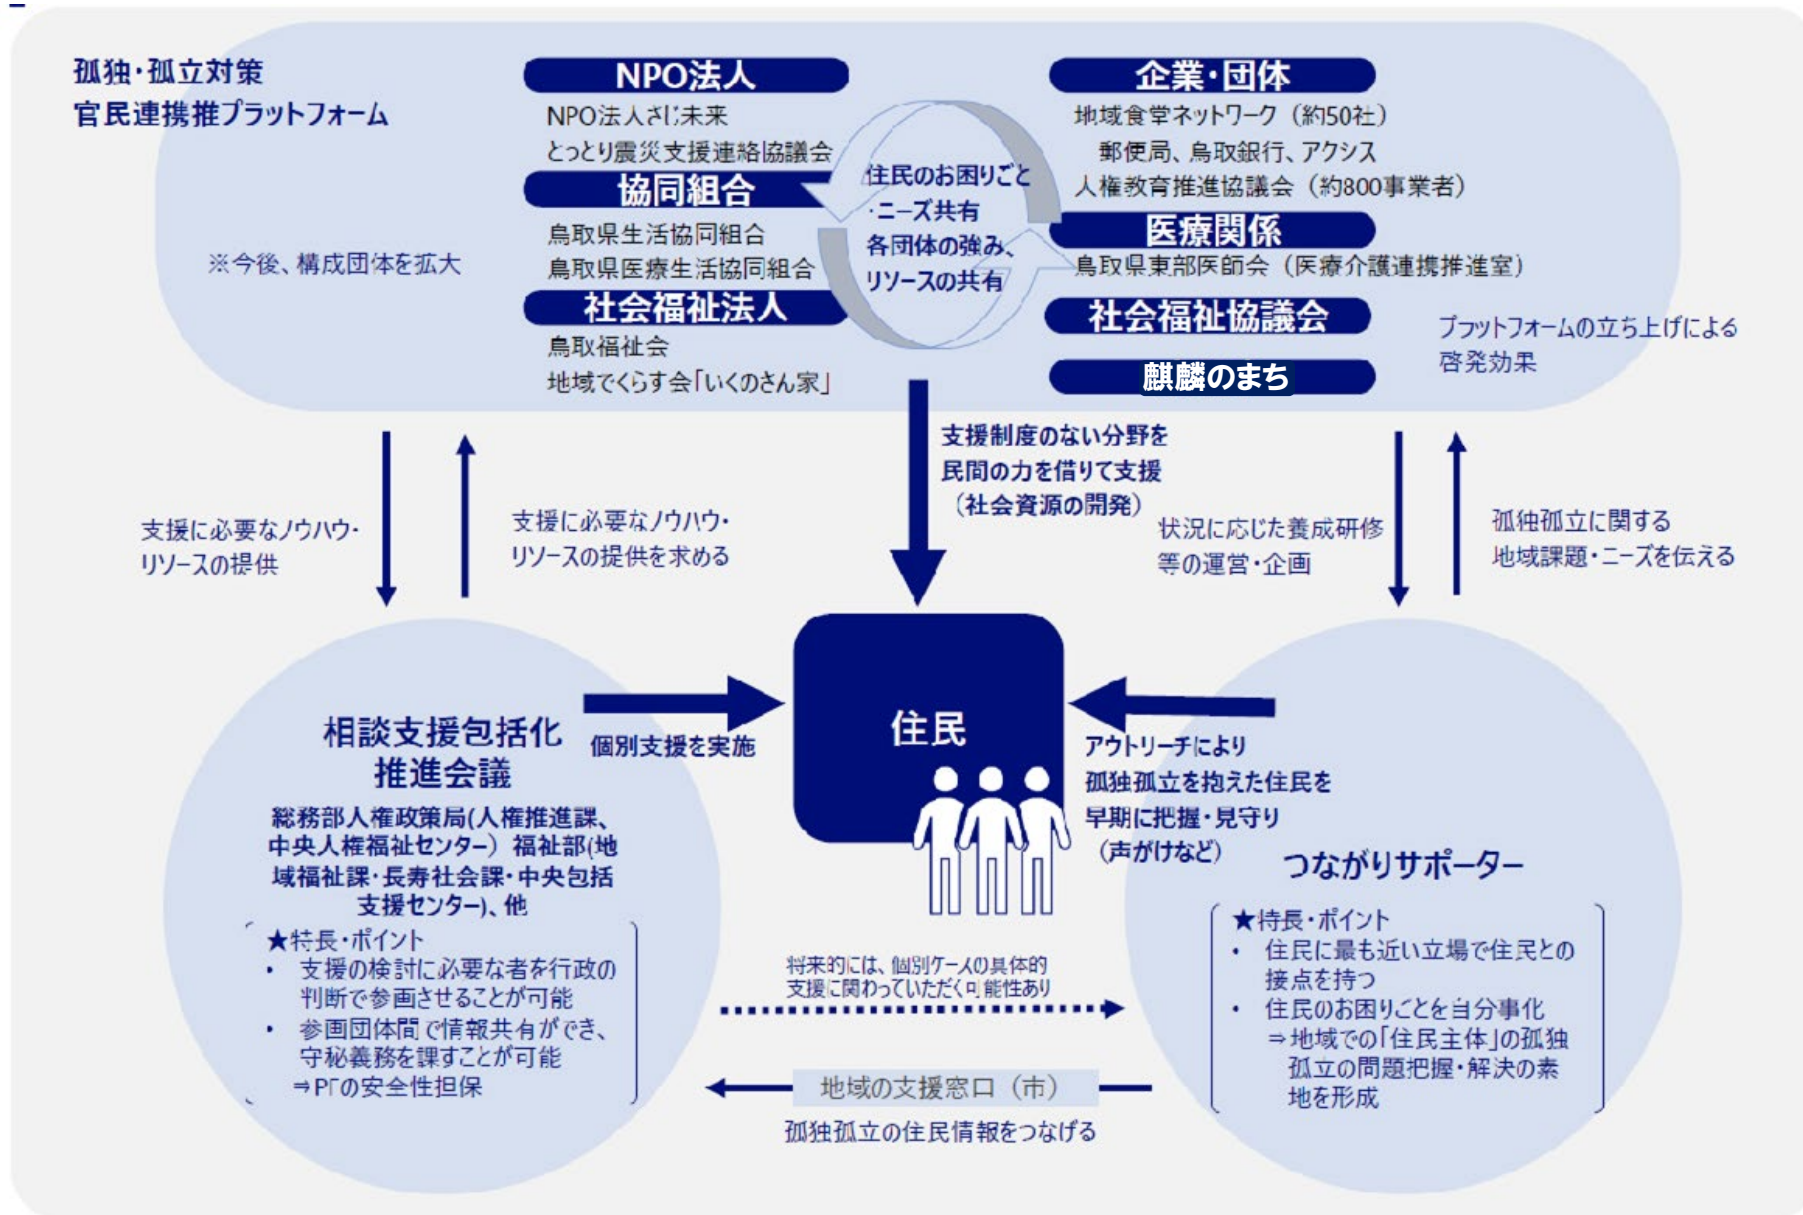 孤独・孤立対策
官民連携推プラットフォーム
※今後、構成団体を拡大
NPO法人
NPO法人さじ未来
とっとり震災支援連絡協議会
協同組合
鳥取県生活協同組合
鳥取県医療生活協同組合
社会福祉法人
鳥取福祉会
地域でくらす会「いくのさん家」
住民のお困りごと
・ニーズ共有
各団体の強み、
リソースの共有
企業・団体
地域食堂ネットワーク（約50社）
郵便局、鳥取銀行、アクシス
人権教育推進協議会（約800事業者）
医療関係
鳥取県東部医師会（医療介護連携推進室）
社会福祉協議会
麒麟のまち
プラットフォームの立ち上げによる
啓発効果
支援に必要なノウハウ・
リソースの提供
支援に必要なノウハウ・
リソースの提供を求める
支援制度のない分野を
民間の力を借りて支援
（社会資源の開発）
状況に応じた養成研修
等の運営・企画
孤独孤立に関する
地域課題・ニーズを伝える
相談支援包括化
推進会議
総務部人権政策局(人権推進課、
中央人権福祉センター）福祉部(地
域福祉課・長寿社会課・中央包括
支援センター)、他
★特長・ポイント
・ 支援の検討に必要な者を行政の
判断で参画させることが可能
・ 参画団体間で情報共有ができ、
守秘義務を課すことが可能
⇒PFの安全性担保
個別支援を実施
住民
アウトリーチにより
孤独孤立を抱えた住民を
早期に把握・見守り
（声がけなど）
つながりサポーター
★特長・ポイント
・ 住民に最も近い立場で住民との
接点を持つ
・ 住民のお困りごとを自分事化
⇒地域での「住民主体」の孤独
孤立の問題把握・解決の素
地を形成
将来的には、個別ケースの具体的
支援に関わっていただく可能性あり
地域の支援窓口（市）
孤独孤立の住民情報をつなげる